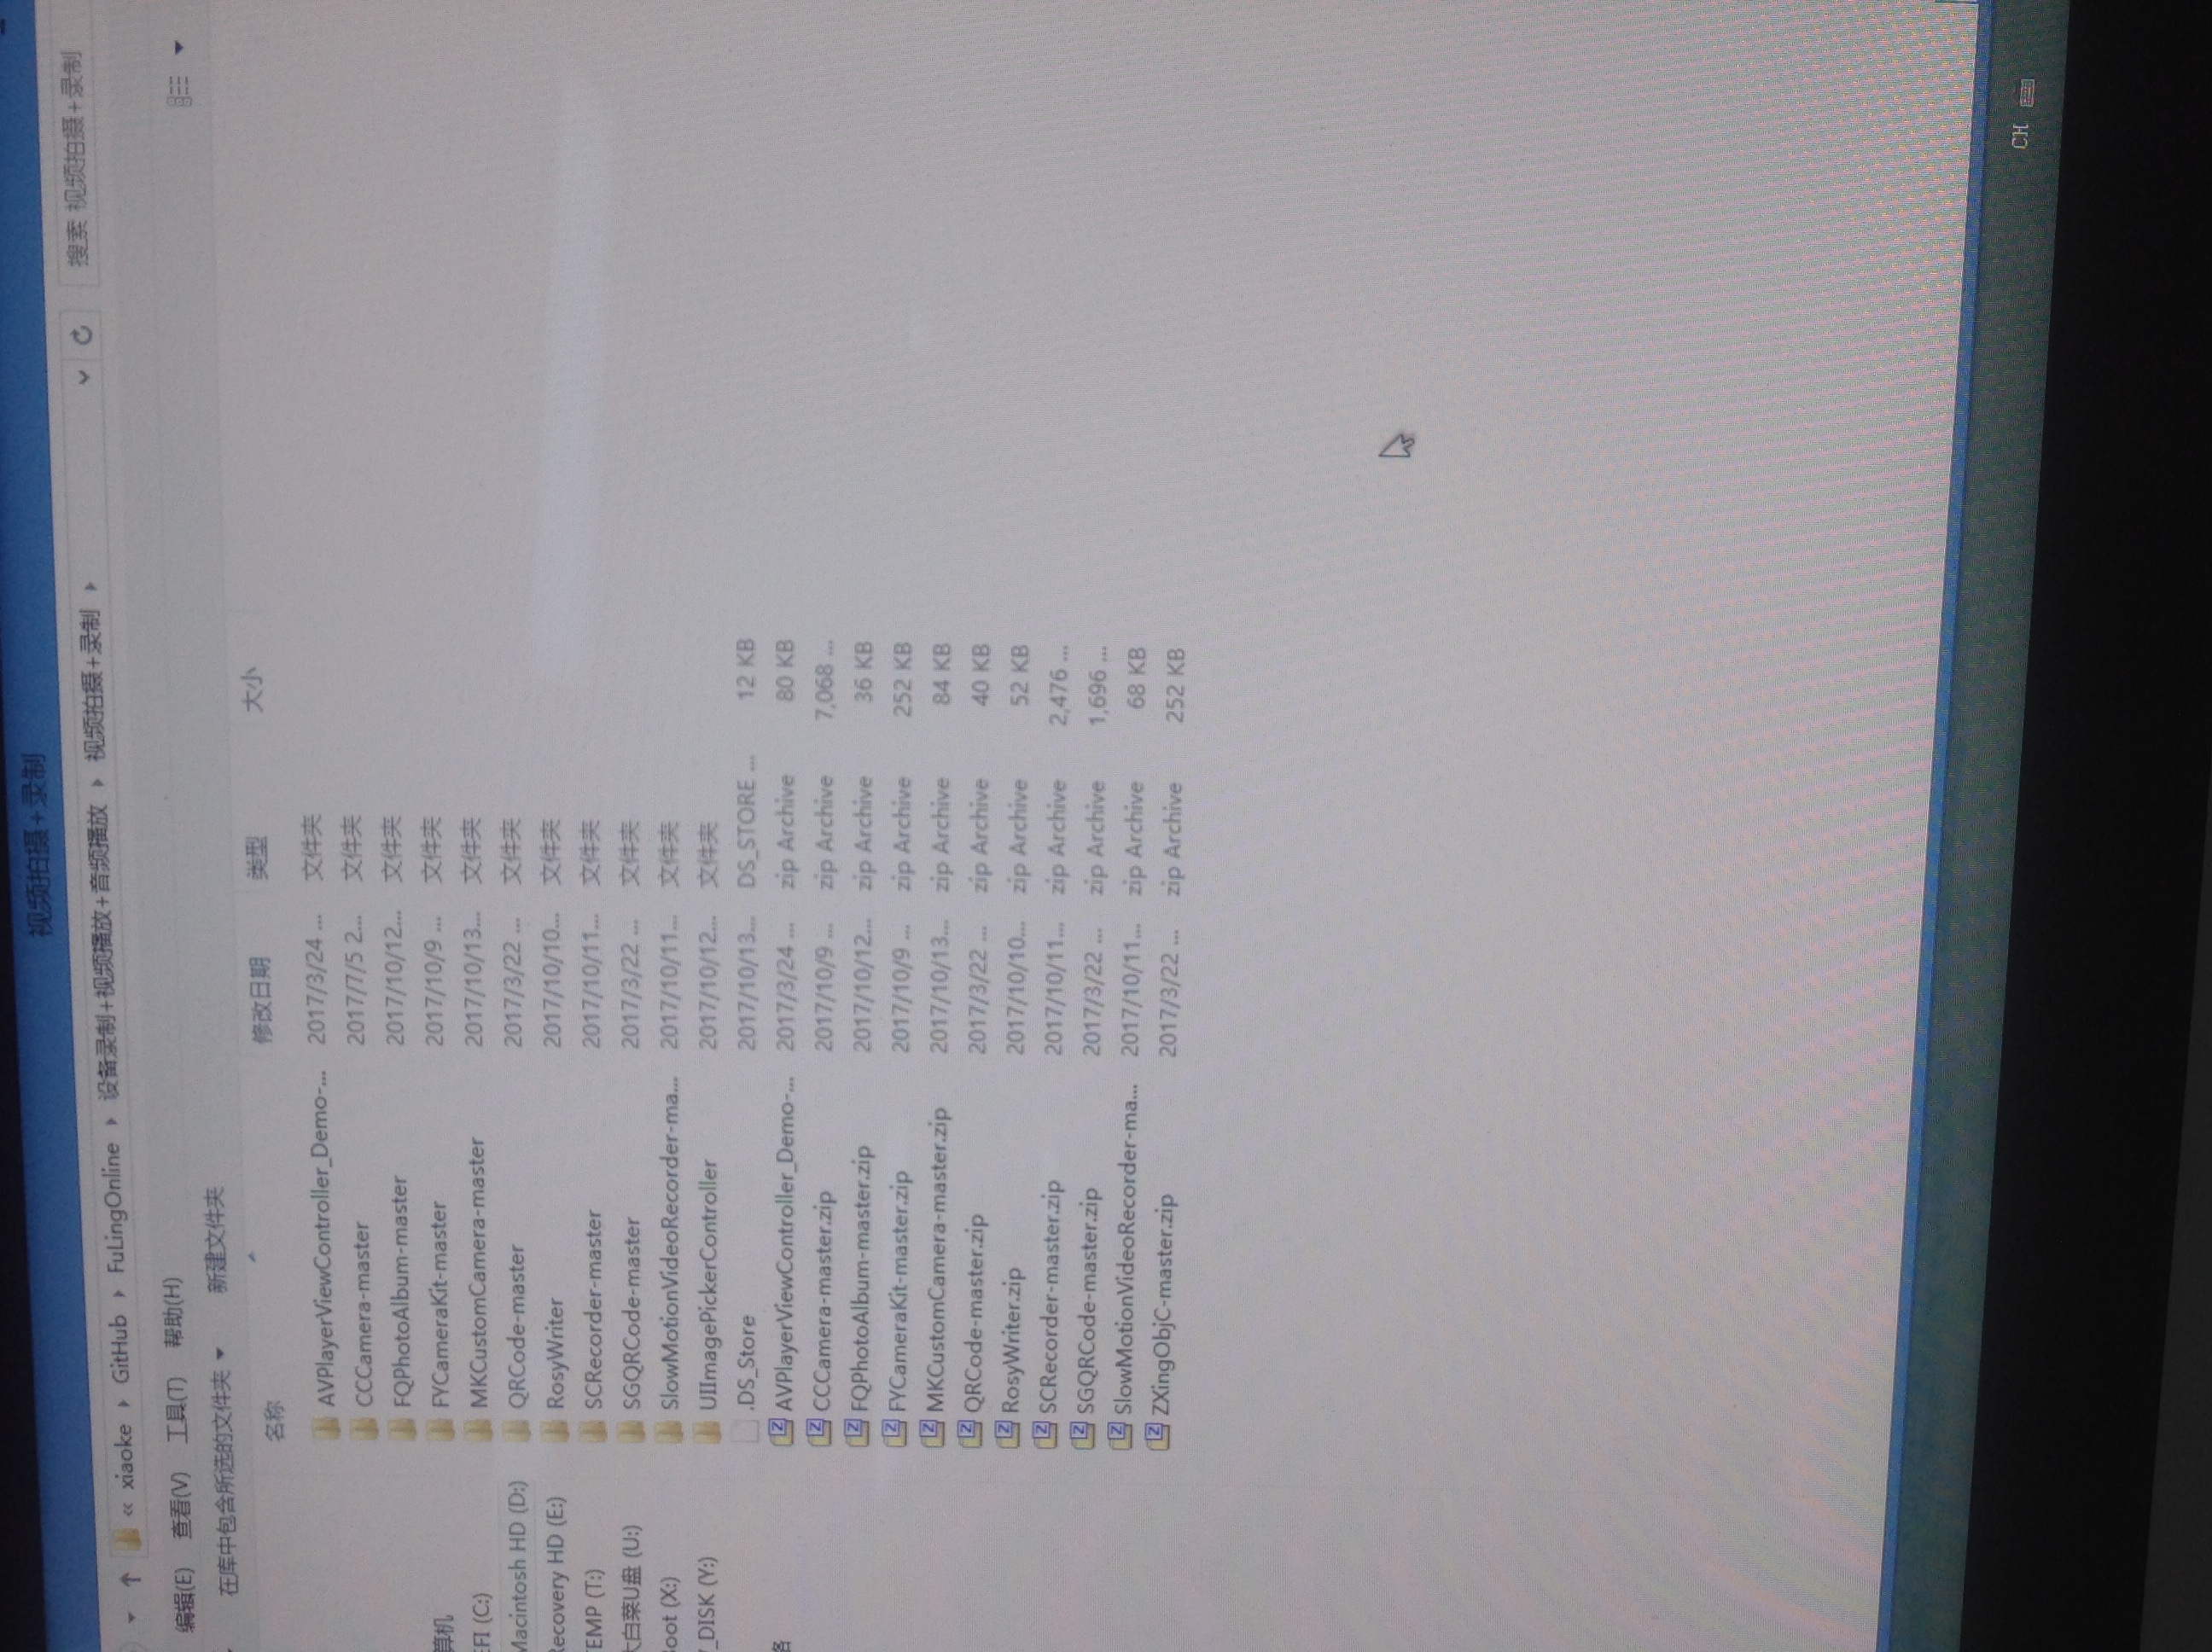 视频拍摄+录制
« xiaoke ▸ GitHub ▸ FuLingOnline ▸ 设备录制+视频播放+音频播放 ▸ 视频拍摄+录制 ▸ 搜索 视频拍摄+录制
编辑(E) 查看(V) 工具(T) 帮助(H)
在库中包含所选的文件夹 新建文件夹
名称 修改日期 类型 大小
AVPlayerViewController_Demo-... 2017/3/24 ... 文件夹
CCCamera-master 2017/7/5 2... 文件夹
FQPhotoAlbum-master 2017/10/12... 文件夹
算机 FYCameraKit-master 2017/10/9 ... 文件夹
EFI (C:) MKCustomCamera-master 2017/10/13... 文件夹
Macintosh HD (D:) QRCode-master 2017/3/22 ... 文件夹
Recovery HD (E:) RosyWriter 2017/10/10... 文件夹
TEMP (T:) SCRecorder-master 2017/10/11... 文件夹
大白菜U盘 (U:) SGQRCode-master 2017/3/22 ... 文件夹
Boot (X:) SlowMotionVideoRecorder-ma... 2017/10/11... 文件夹
_DISK (Y:) UIImagePickerController 2017/10/12... 文件夹
.DS_Store 2017/10/13... DS_STORE ... 12 KB
络 AVPlayerViewController_Demo-... 2017/3/24 ... zip Archive 80 KB
CCCamera-master.zip 2017/10/9 ... zip Archive 7,068 ...
FQPhotoAlbum-master.zip 2017/10/12... zip Archive 36 KB
FYCameraKit-master.zip 2017/10/9 ... zip Archive 252 KB
MKCustomCamera-master.zip 2017/10/13... zip Archive 84 KB
QRCode-master.zip 2017/3/22 ... zip Archive 40 KB
RosyWriter.zip 2017/10/10... zip Archive 52 KB
SCRecorder-master.zip 2017/10/11... zip Archive 2,476 ...
SGQRCode-master.zip 2017/3/22 ... zip Archive 1,696 ...
SlowMotionVideoRecorder-ma... 2017/10/11... zip Archive 68 KB
ZXingObjC-master.zip 2017/3/22 ... zip Archive 252 KB
CH